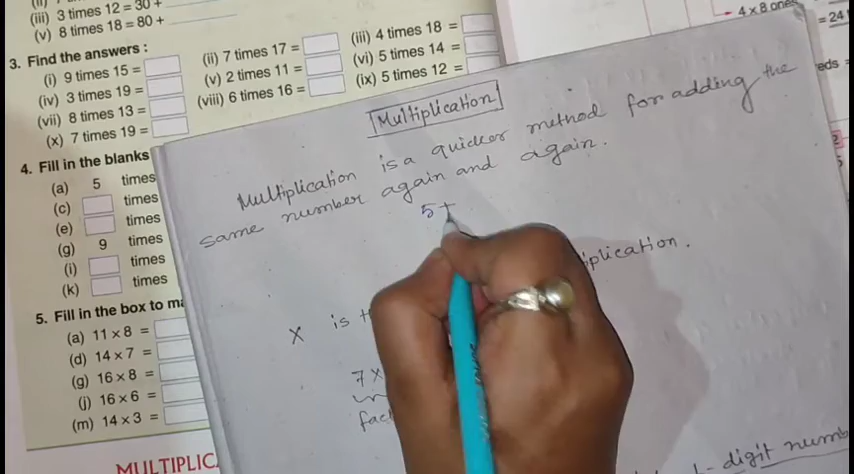 (iii) 3 times 12 = 30 +
(v) 8 times 18 = 80 +
4 × 8 ones
= 24
3. Find the answers :
(i) 9 times 15 =
(ii) 7 times 17 =
(iii) 4 times 18 =
(iv) 3 times 19 =
(v) 2 times 11 =
(vi) 5 times 14 =
(vii) 8 times 13 =
(viii) 6 times 16 =
(ix) 5 times 12 =
(x) 7 times 19 =
4. Fill in the blanks
(a) 5 times
(c) times
(e) times
(g) 9 times
(i) times
(k) times
5. Fill in the box to ma
(a) 11 × 8 =
(d) 14 × 7 =
(g) 16 × 8 =
(j) 16 × 6 =
(m) 14 × 3 =
MULTIPLIC
Multiplication
Multiplication is a quicker method for adding the
same number again and again.
5+
iplication.
× is
7 ×
digit numb
eds =